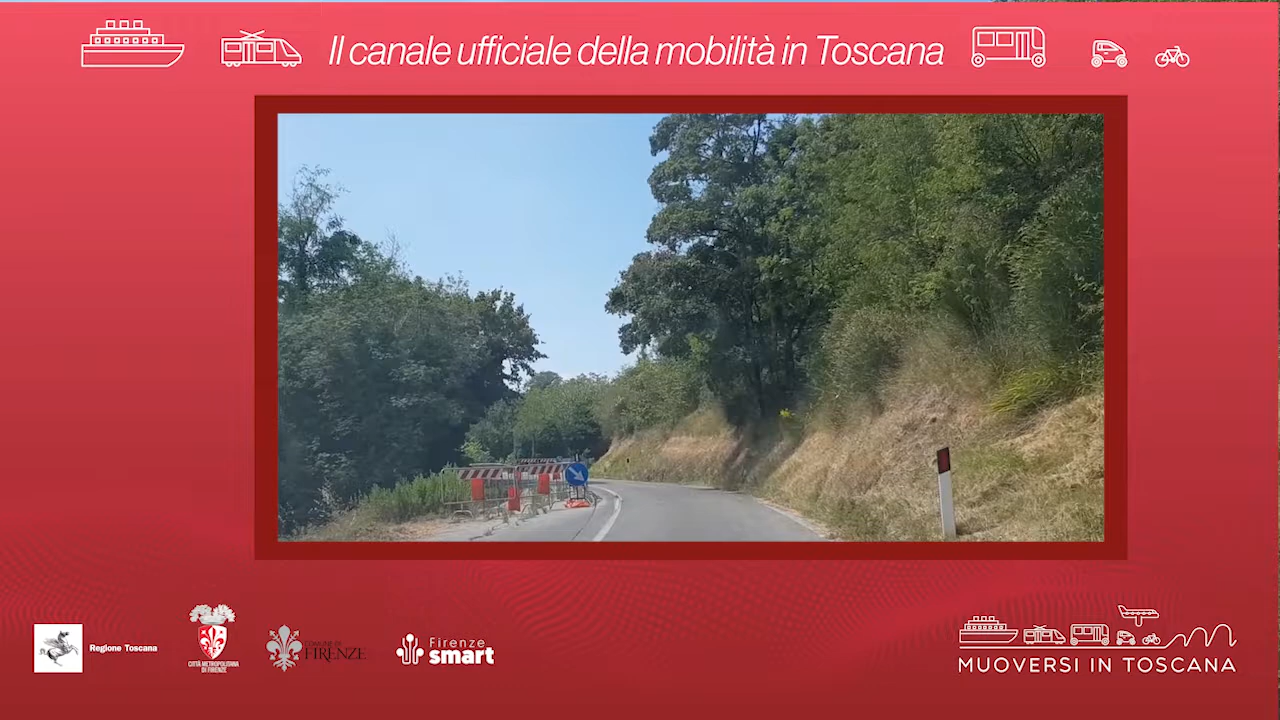 Il canale ufficiale della mobilità in Toscana
Regione Toscana
CITTÀ METROPOLITANA
DI FIRENZE
COMUNE DI
FIRENZE
Firenze
smart
MUOVERSI IN TOSCANA